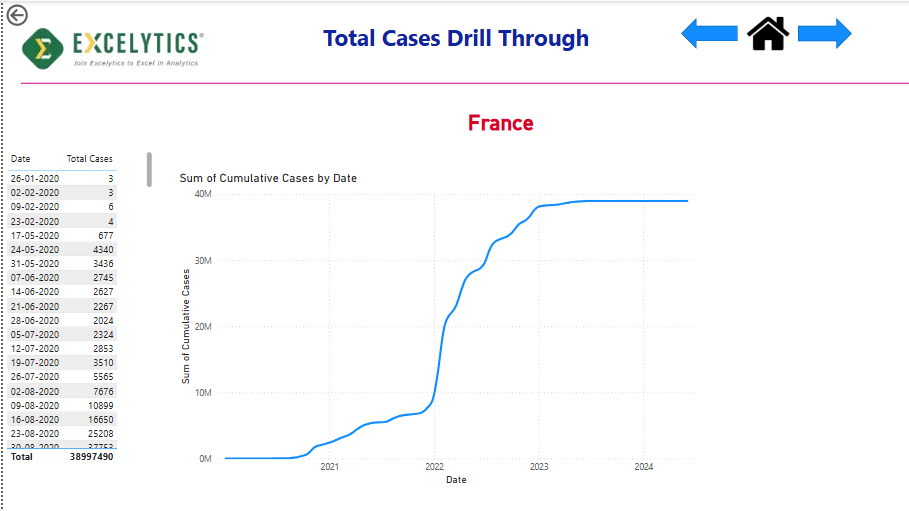 EXCELYTICS®
Join Excelytics to Excel in Analytics
Total Cases Drill Through
France
Date Total Cases
26-01-2020 3
02-02-2020 3
09-02-2020 6
23-02-2020 4
17-05-2020 677
24-05-2020 4340
31-05-2020 3436
07-06-2020 2745
14-06-2020 2627
21-06-2020 2267
28-06-2020 2024
05-07-2020 2324
12-07-2020 2853
19-07-2020 3510
26-07-2020 5565
02-08-2020 7676
09-08-2020 10899
16-08-2020 16650
23-08-2020 25208
30-08-2020 37753
Total 38997490
Sum of Cumulative Cases by Date
Sum of Cumulative Cases
40M
30M
20M
10M
0M
2021 2022 2023 2024
Date